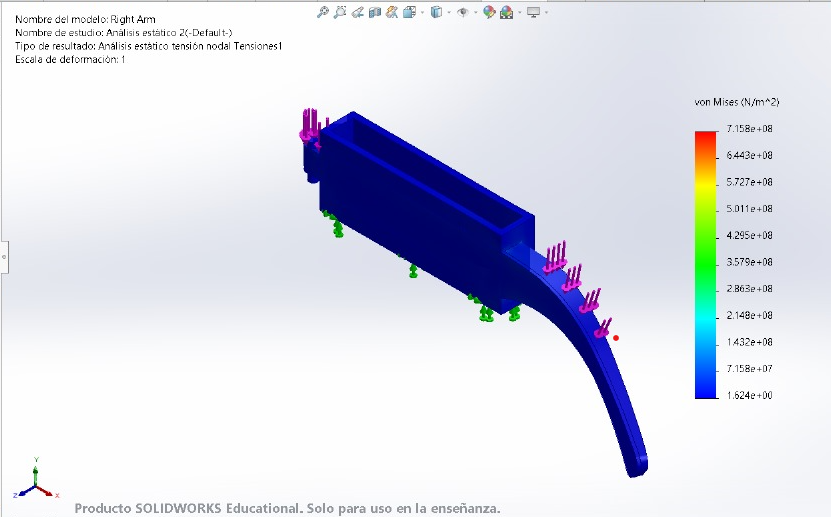 Nombre del modelo: Right Arm
Nombre de estudio: Análisis estático 2(-Default-)
Tipo de resultado: Análisis estático tensión nodal Tensiones1
Escala de deformación: 1
von Mises (N/m^2)
7.158e+08
6.443e+08
5.727e+08
5.011e+08
4.295e+08
3.579e+08
2.863e+08
2.148e+08
1.432e+08
7.158e+07
1.624e+00
Y
Z
X
Producto SOLIDWORKS Educational. Solo para uso en la enseñanza.